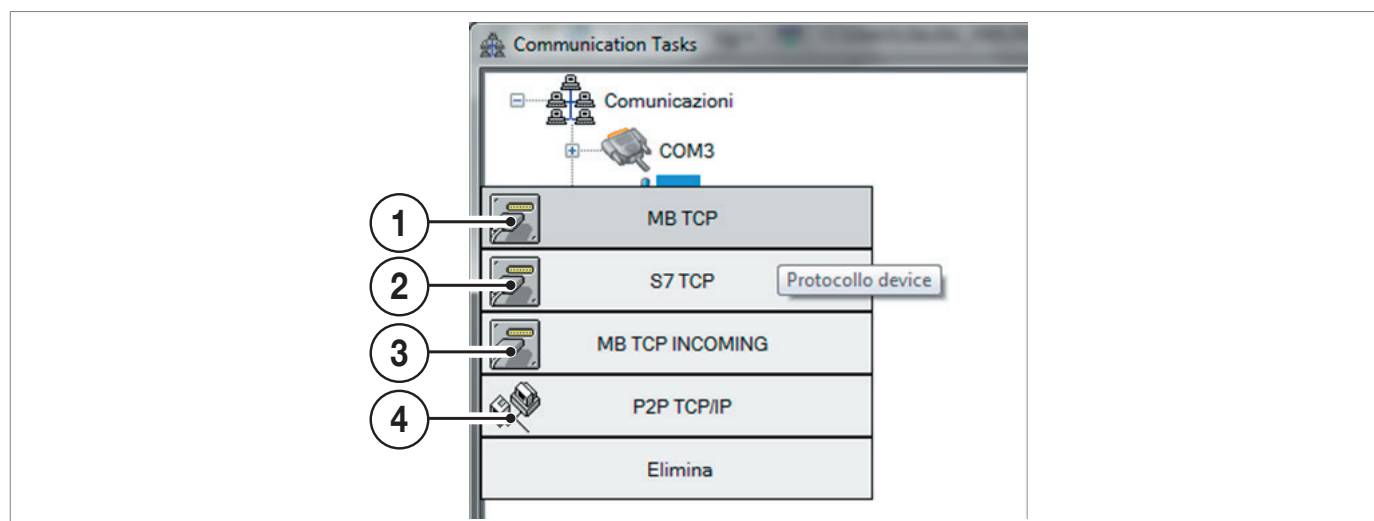 Communication Tasks
Comunicazioni
COM3
1 MB TCP
2 S7 TCP Protocollo device
3 MB TCP INCOMING
4 P2P TCP/IP
Elimina